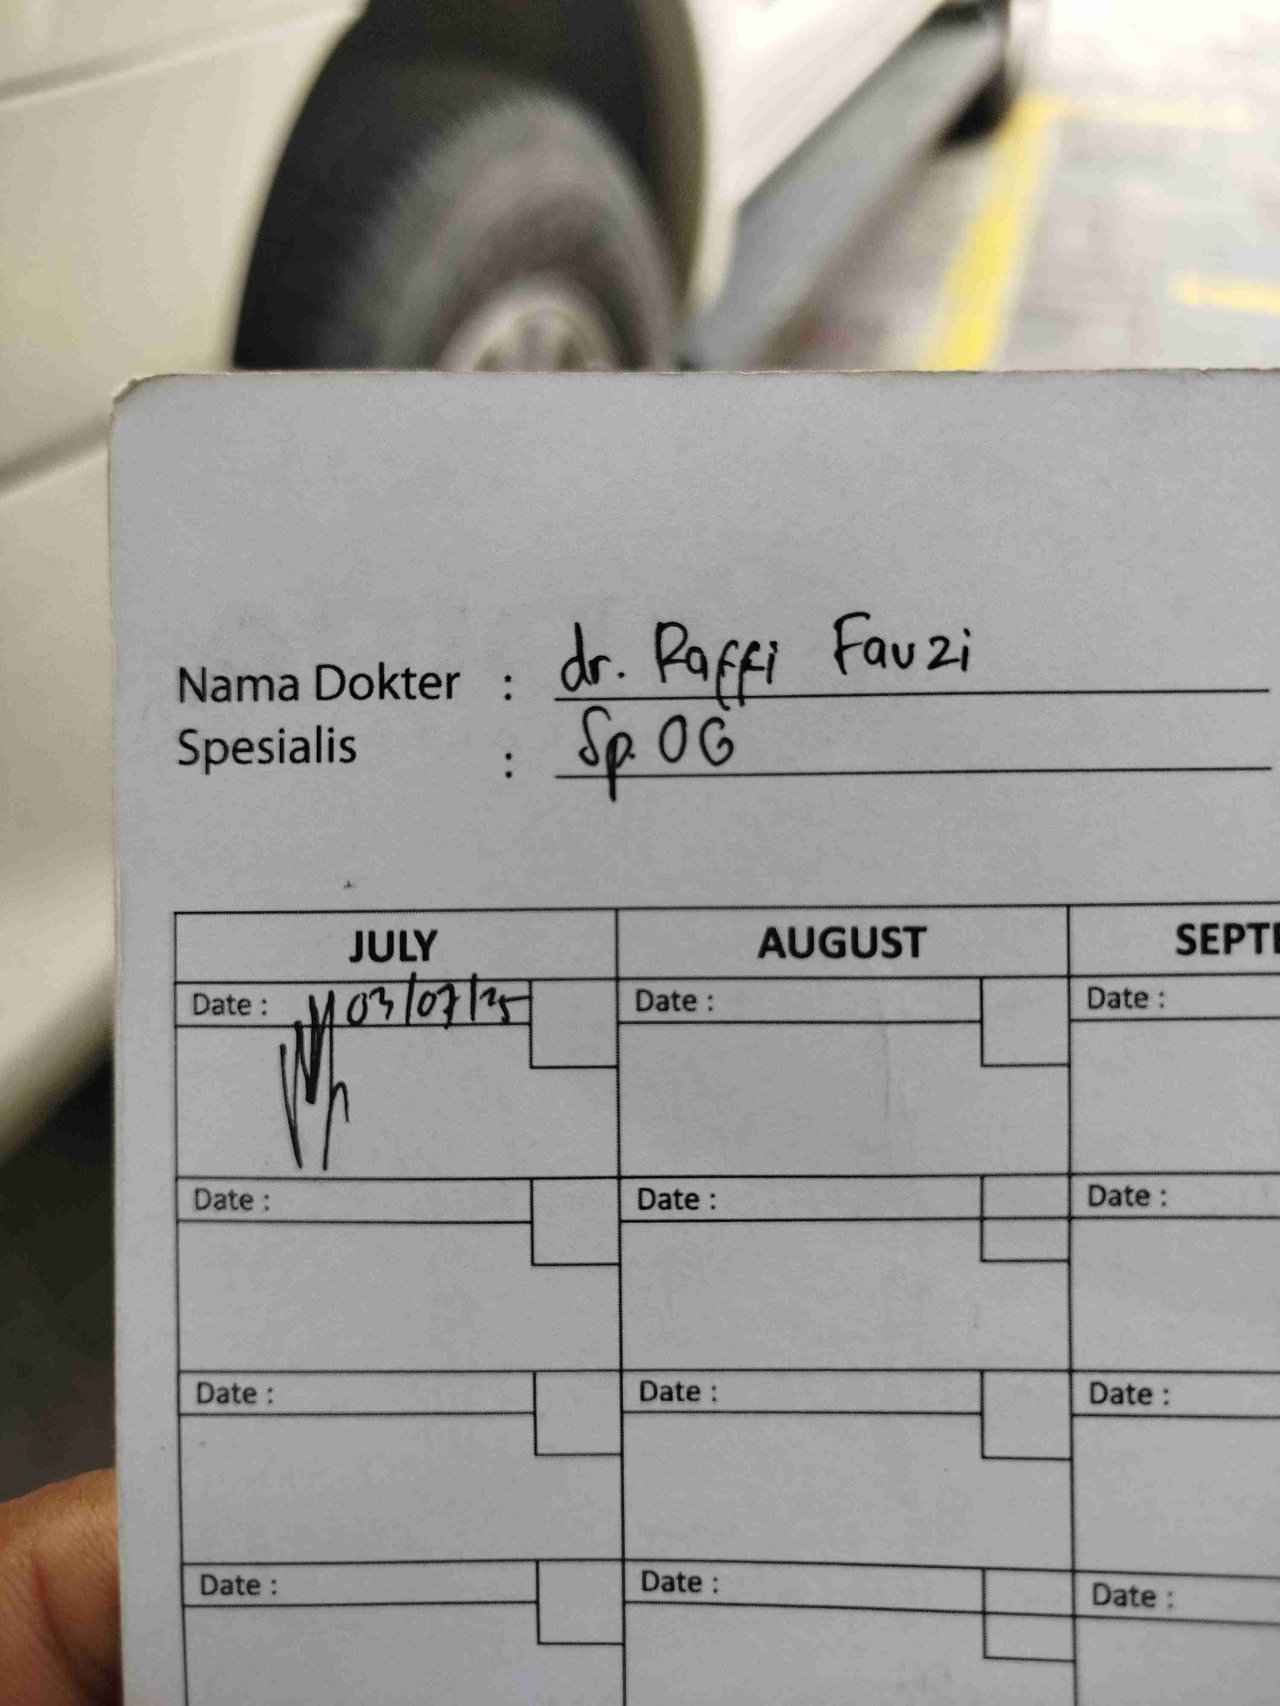 Nama Dokter : dr. Raffi Fauzi
Spesialis : Sp. OG
JULY AUGUST SEPTE
Date : 03/07/25 Date : Date :
Date : Date : Date :
Date : Date : Date :
Date : Date : Date :